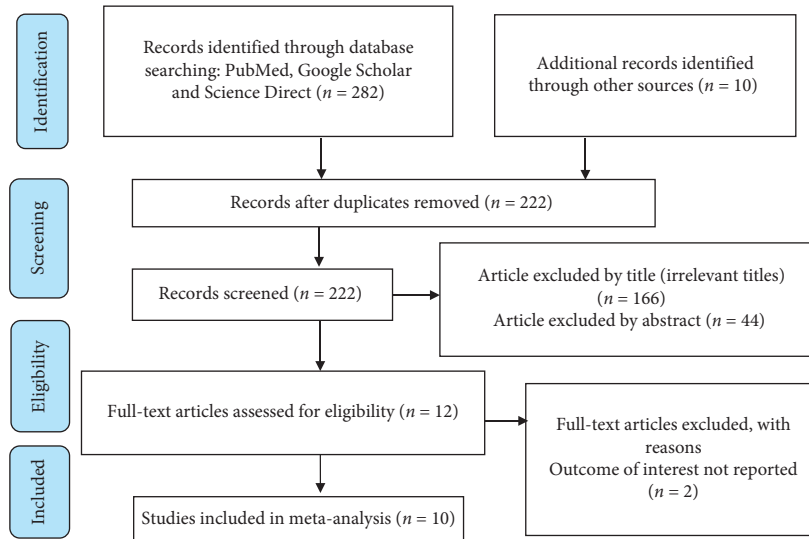 Identification
Records identified through database
searching: PubMed, Google Scholar
and Science Direct (n = 282)
Additional records identified
through other sources (n = 10)
Screening
Records after duplicates removed (n = 222)
Records screened (n = 222)
Article excluded by title (irrelevant titles)
(n = 166)
Article excluded by abstract (n = 44)
Eligibility
Full-text articles assessed for eligibility (n = 12)
Full-text articles excluded, with
reasons
Outcome of interest not reported
(n = 2)
Included
Studies included in meta-analysis (n = 10)